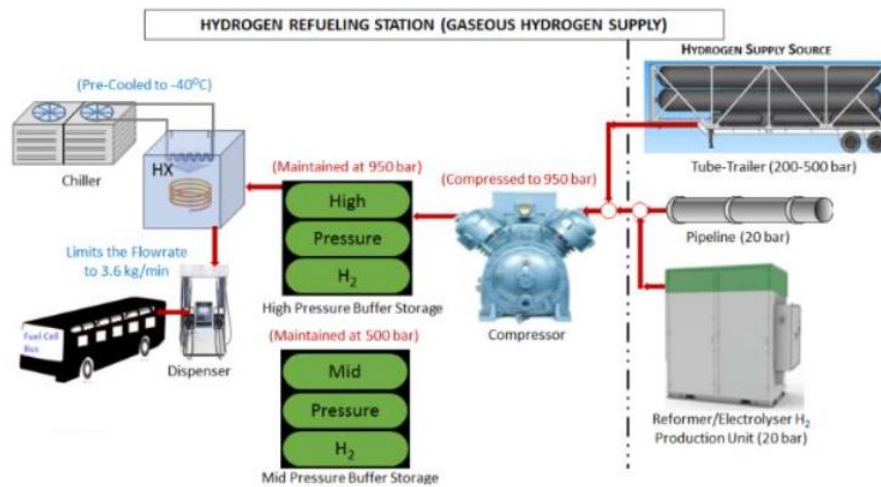 HYDROGEN REFUELING STATION (GASEOUS HYDROGEN SUPPLY)
HYDROGEN SUPPLY SOURCE
(Pre-Cooled to -40°C)
Chiller
HX
(Maintained at 950 bar)
High
Pressure
H₂
High Pressure Buffer Storage
(Compressed to 950 bar)
Compressor
Tube-Trailer (200-500 bar)
Pipeline (20 bar)
Limits the Flowrate
to 3.6 kg/min
Fuel Cell
Bus
Dispenser
(Maintained at 500 bar)
Mid
Pressure
H₂
Mid Pressure Buffer Storage
Reformer/Electrolyser H₂
Production Unit (20 bar)